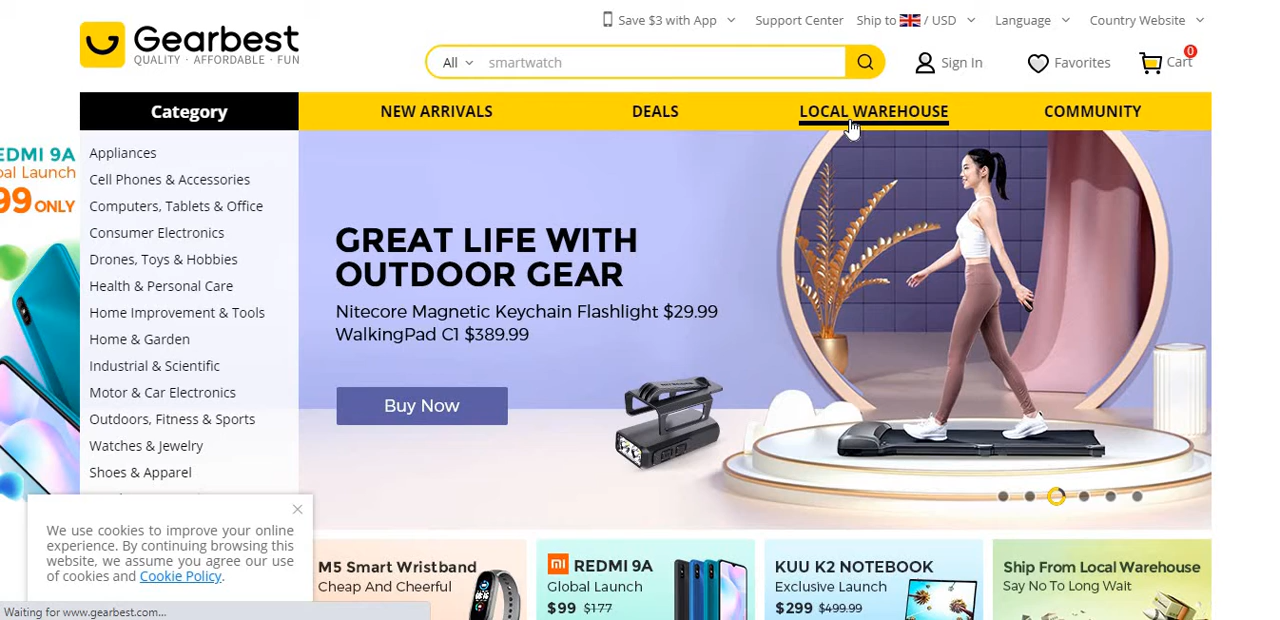 Save $3 with App
Support Center
Ship to / USD
Language
Country Website
Gearbest
QUALITY · AFFORDABLE · FUN
All
smartwatch
Sign In
Favorites
0
Cart
Category
NEW ARRIVALS
DEALS
LOCAL WAREHOUSE
COMMUNITY
EDMI 9A
bal Launch
99 ONLY
Appliances
Cell Phones & Accessories
Computers, Tablets & Office
Consumer Electronics
Drones, Toys & Hobbies
Health & Personal Care
Home Improvement & Tools
Home & Garden
Industrial & Scientific
Motor & Car Electronics
Outdoors, Fitness & Sports
Watches & Jewelry
Shoes & Apparel
GREAT LIFE WITH
OUTDOOR GEAR
Nitecore Magnetic Keychain Flashlight $29.99
WalkingPad C1 $389.99
Buy Now
We use cookies to improve your online
experience. By continuing browsing this
website, we assume you agree our use
of cookies and Cookie Policy.
Waiting for www.gearbest.com...
M5 Smart Wristband
Cheap And Cheerful
REDMI 9A
Global Launch
$99 $177
KUU K2 NOTEBOOK
Exclusive Launch
$299 $499.99
Ship From Local Warehouse
Say No To Long Wait